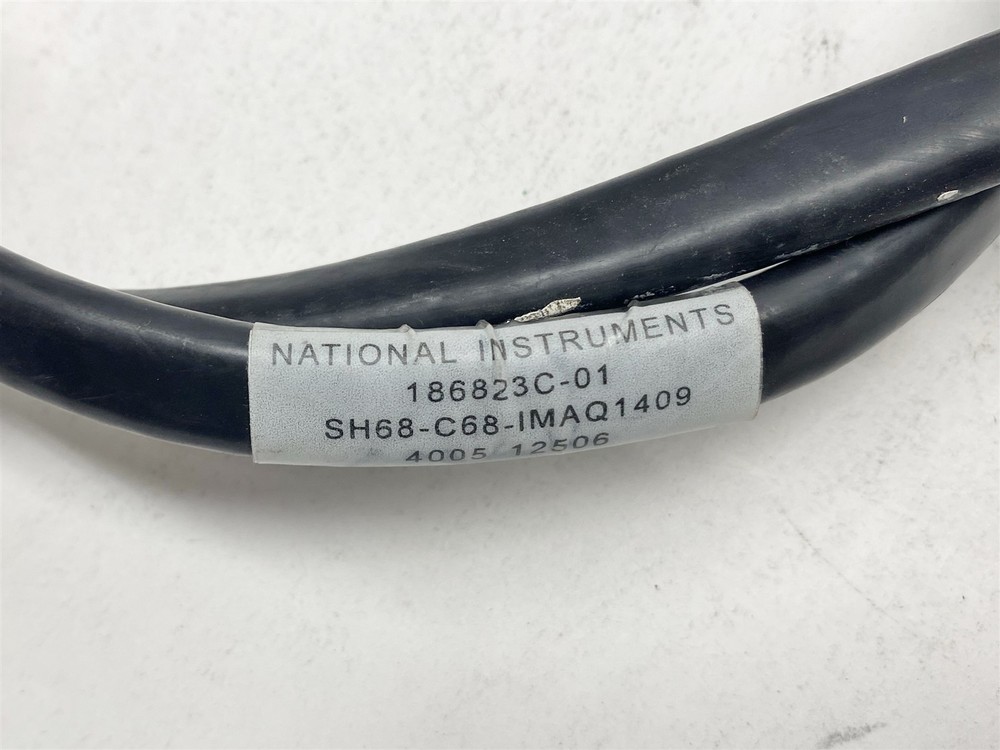 NATIONAL INSTRUMENTS
186823C-01
SH68-C68-IMAQ1409
4005 12506